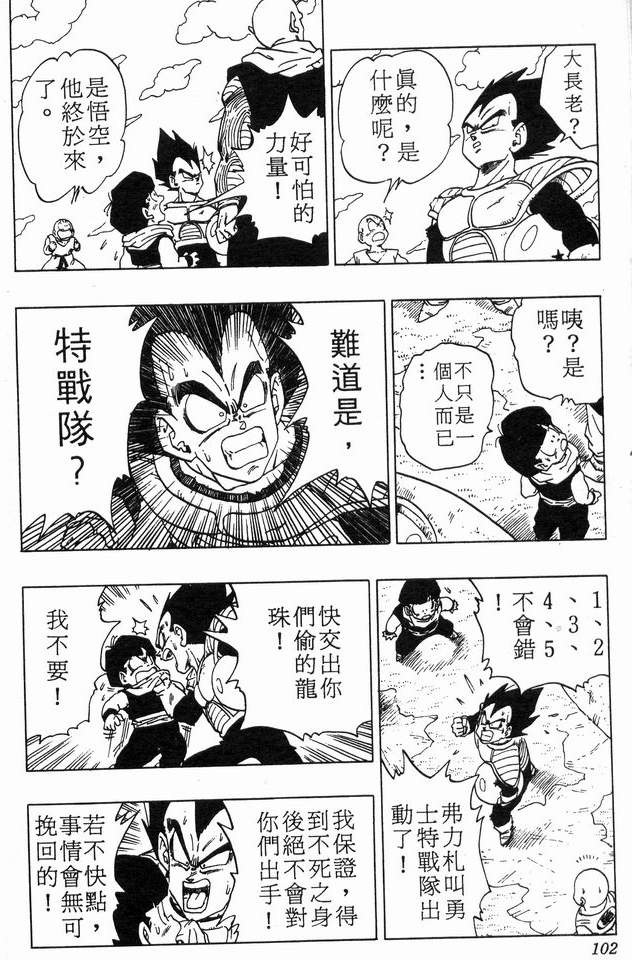 大長老？
眞的，是
什麼呢？
好可怕的
力量！
是悟空，
他終於來
了。
咦？是
嗎？
不只是一
個人而已
…
難道是，
特戰隊？
1、2
、3、
4、5
不會錯
！
弗力札叫勇
士特戰隊出
動了！
快交出你
們偷的龍
珠！
我不要！
我保證，得
到不死之身
後絕不會對
你們出手！
若不快點，
事情會無可
挽回的！
102